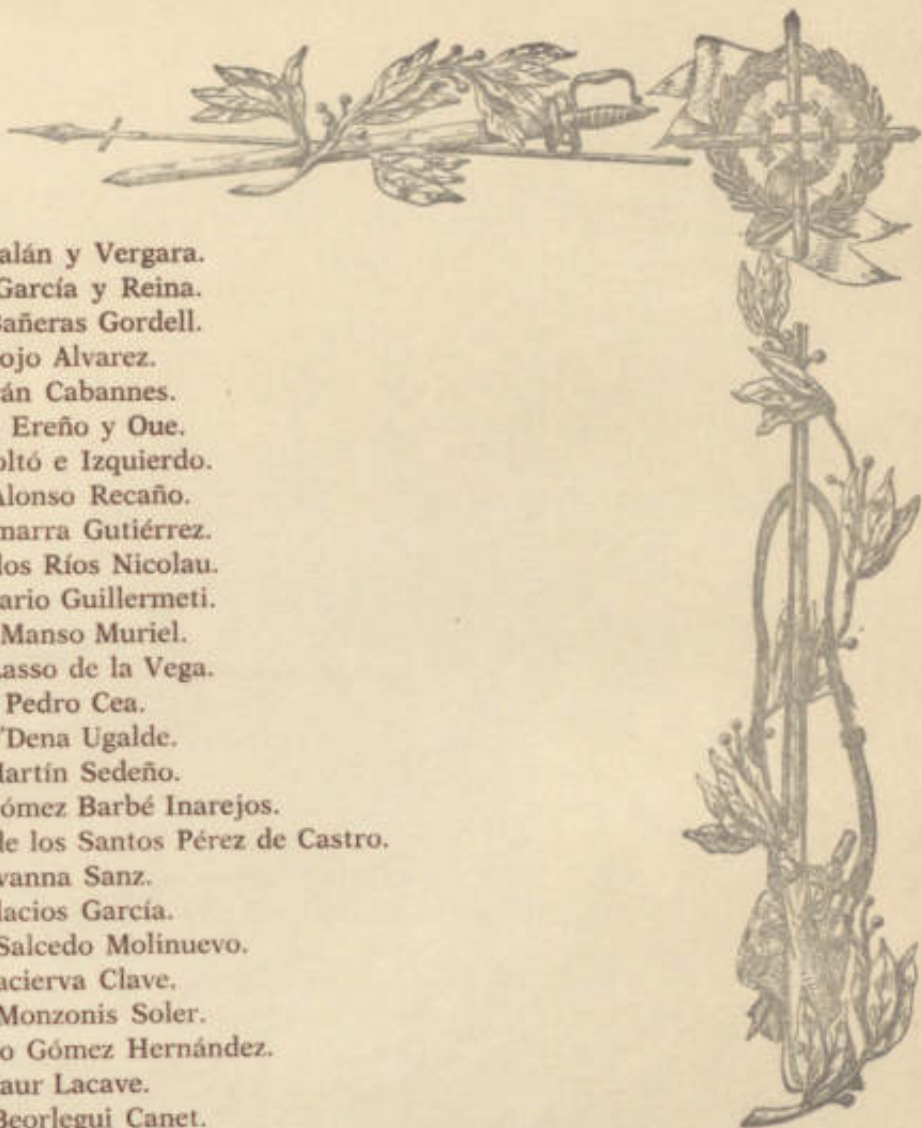 alán y Vergara.
García y Reina.
Bañeras Gordell.
ojo Alvarez.
án Cabannes.
Ereño y Oue.
oltó e Izquierdo.
Alonso Recaño.
marra Gutiérrez.
los Ríos Nicolau.
ario Guillermeti.
Manso Muriel.
Lasso de la Vega.
Pedro Cea.
'Dena Ugalde.
Martín Sedeño.
ómez Barbé Inarejos.
de los Santos Pérez de Castro.
vanna Sanz.
lacios García.
Salcedo Molinuevo.
acierva Clave.
Monzonis Soler.
o Gómez Hernández.
aur Lacave.
Beorlegui Canet.